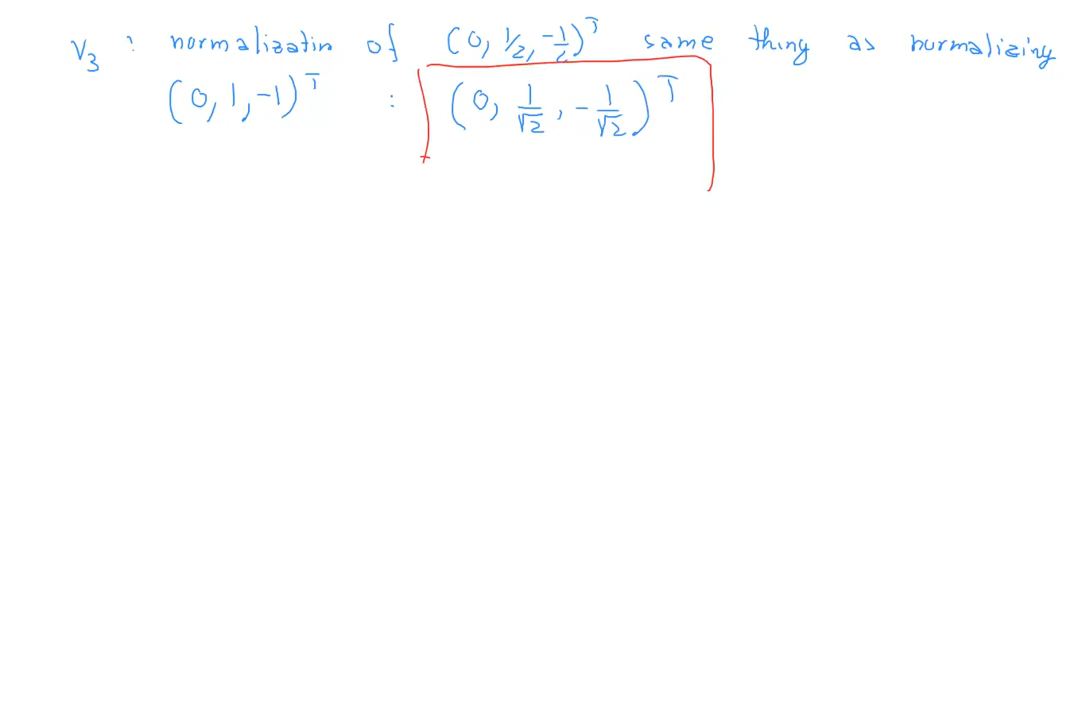 v₃ : normalizatin of (0, 1/2, -1/2)ᵀ same thing as normalizing
(0, 1, -1)ᵀ : (0, 1/√2, -1/√2)ᵀ